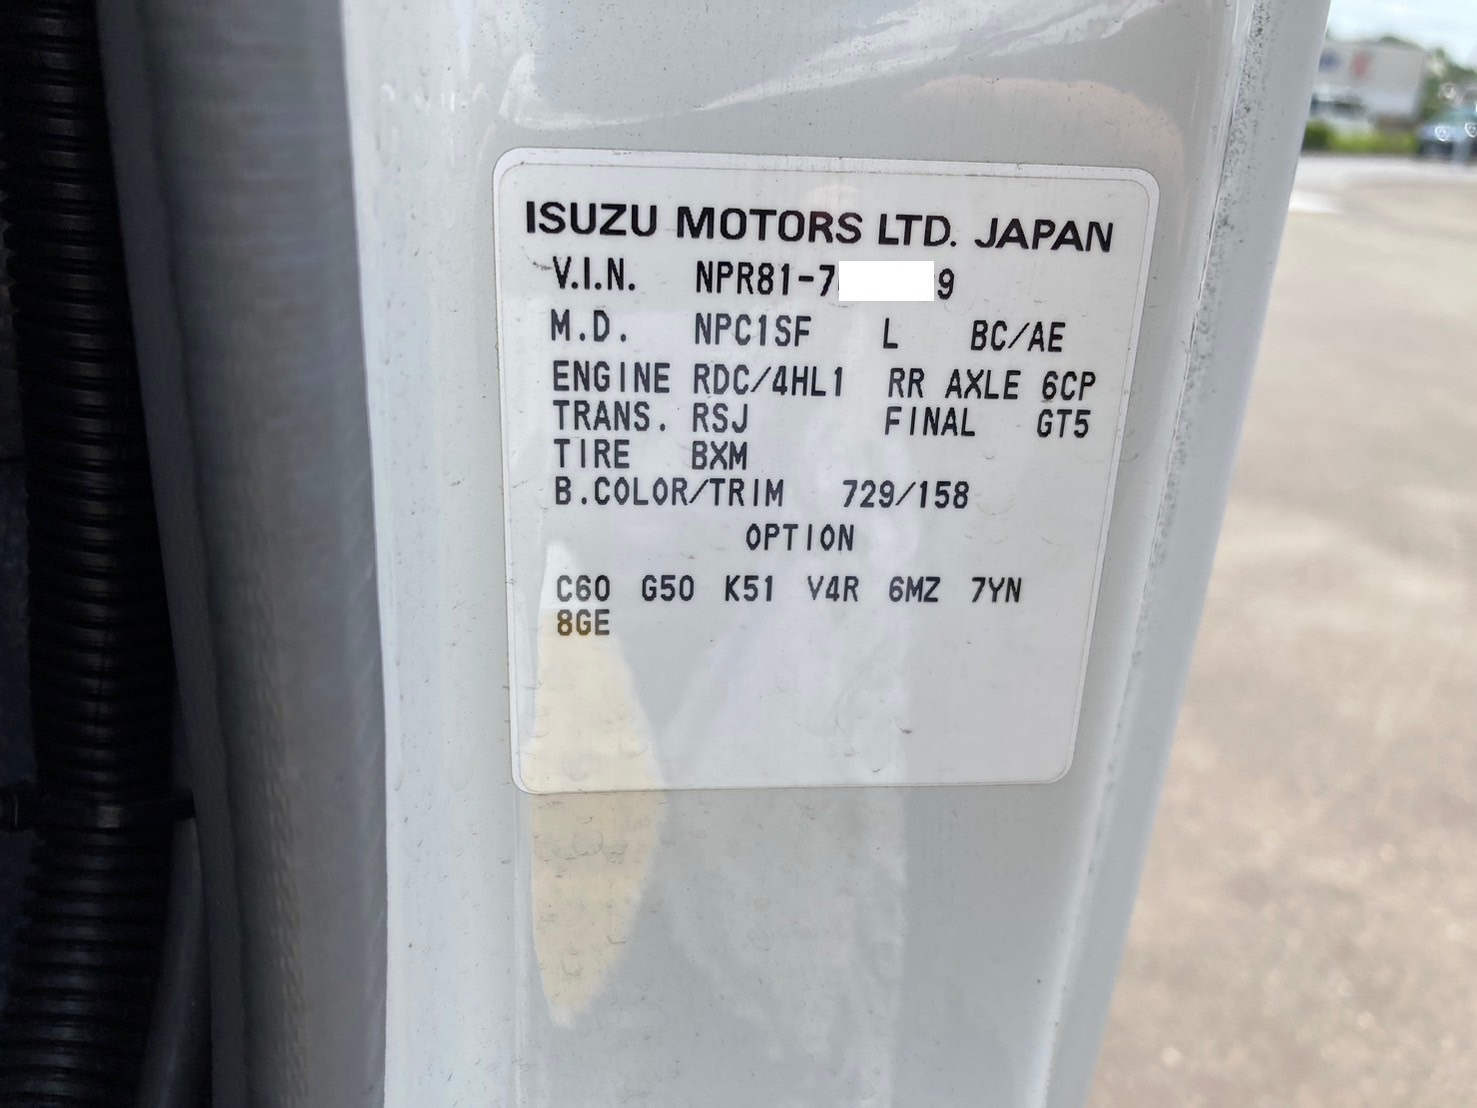 ISUZU MOTORS LTD. JAPAN
V.I.N. NPR81-7 9
M.D. NPC1SF L BC/AE
ENGINE RDC/4HL1 RR AXLE 6CP
TRANS. RSJ FINAL GT5
TIRE BXM
B.COLOR/TRIM 729/158
OPTION
C60 G50 K51 V4R 6MZ 7YN
8GE